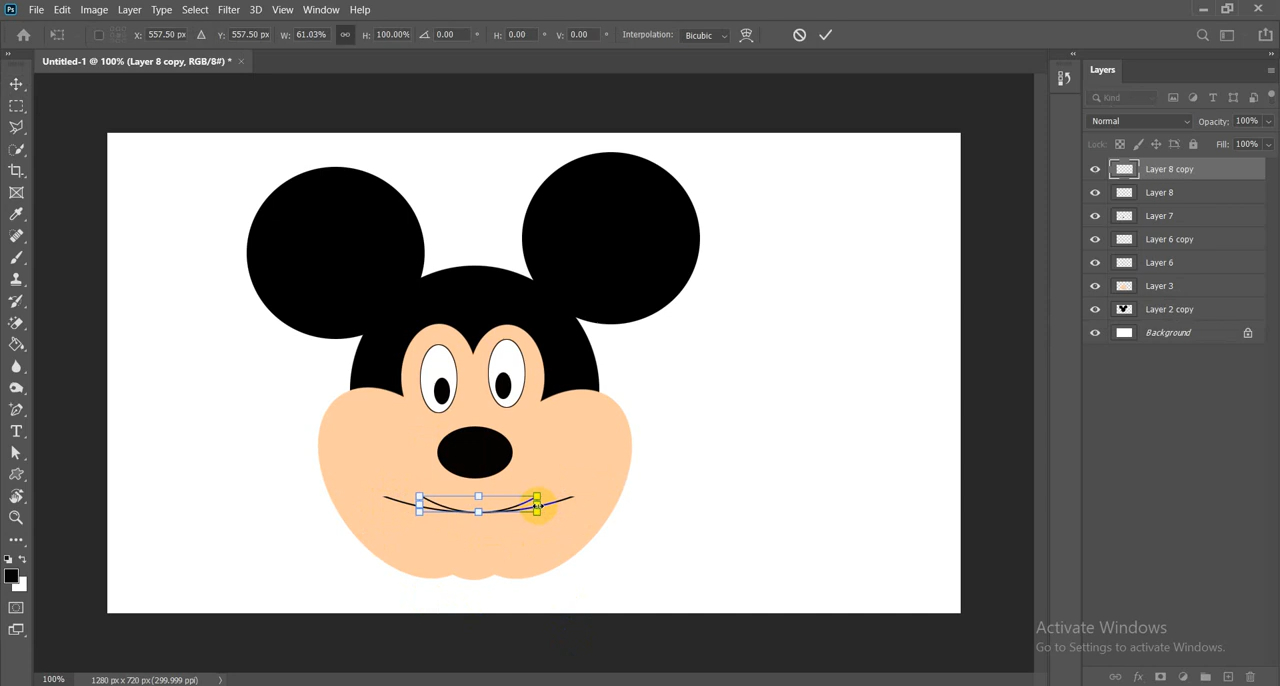 Ps File Edit Image Layer Type Select Filter 3D View Window Help
X: 557.50 px Y: 557.50 px W: 61.03% H: 100.00% 0.00 ° H: 0.00 ° V: 0.00 ° Interpolation: Bicubic
Untitled-1 @ 100% (Layer 8 copy, RGB/8#) * ×
Layers
Kind
Normal Opacity: 100%
Lock: Fill: 100%
Layer 8 copy
Layer 8
Layer 7
Layer 6 copy
Layer 6
Layer 3
Layer 2 copy
Background
Activate Windows
Go to Settings to activate Windows.
100% 1280 px x 720 px (299.999 ppi)
fx